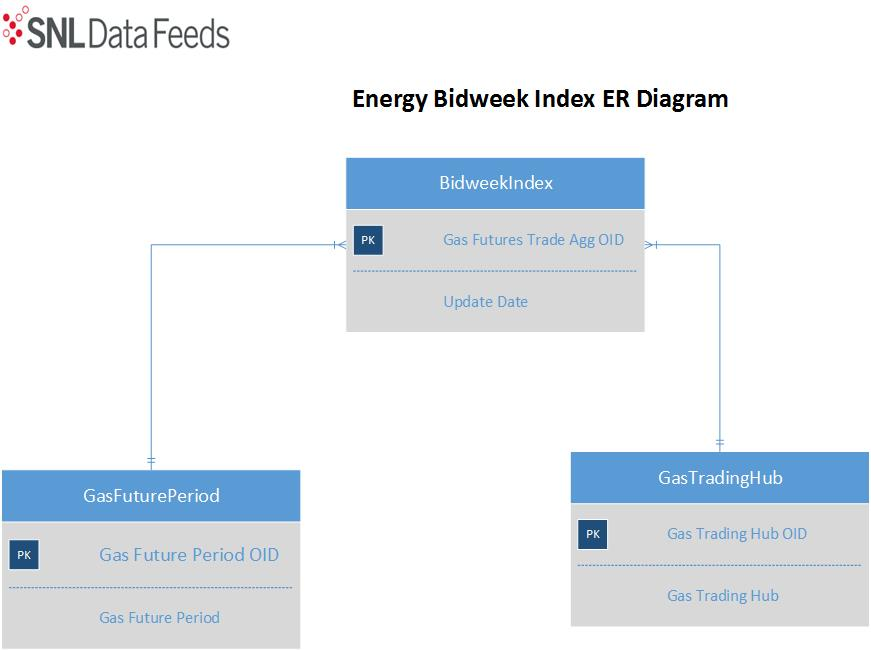 SNL Data Feeds
Energy Bidweek Index ER Diagram
BidweekIndex
PK Gas Futures Trade Agg OID
Update Date
GasFuturePeriod
PK Gas Future Period OID
Gas Future Period
GasTradingHub
PK Gas Trading Hub OID
Gas Trading Hub